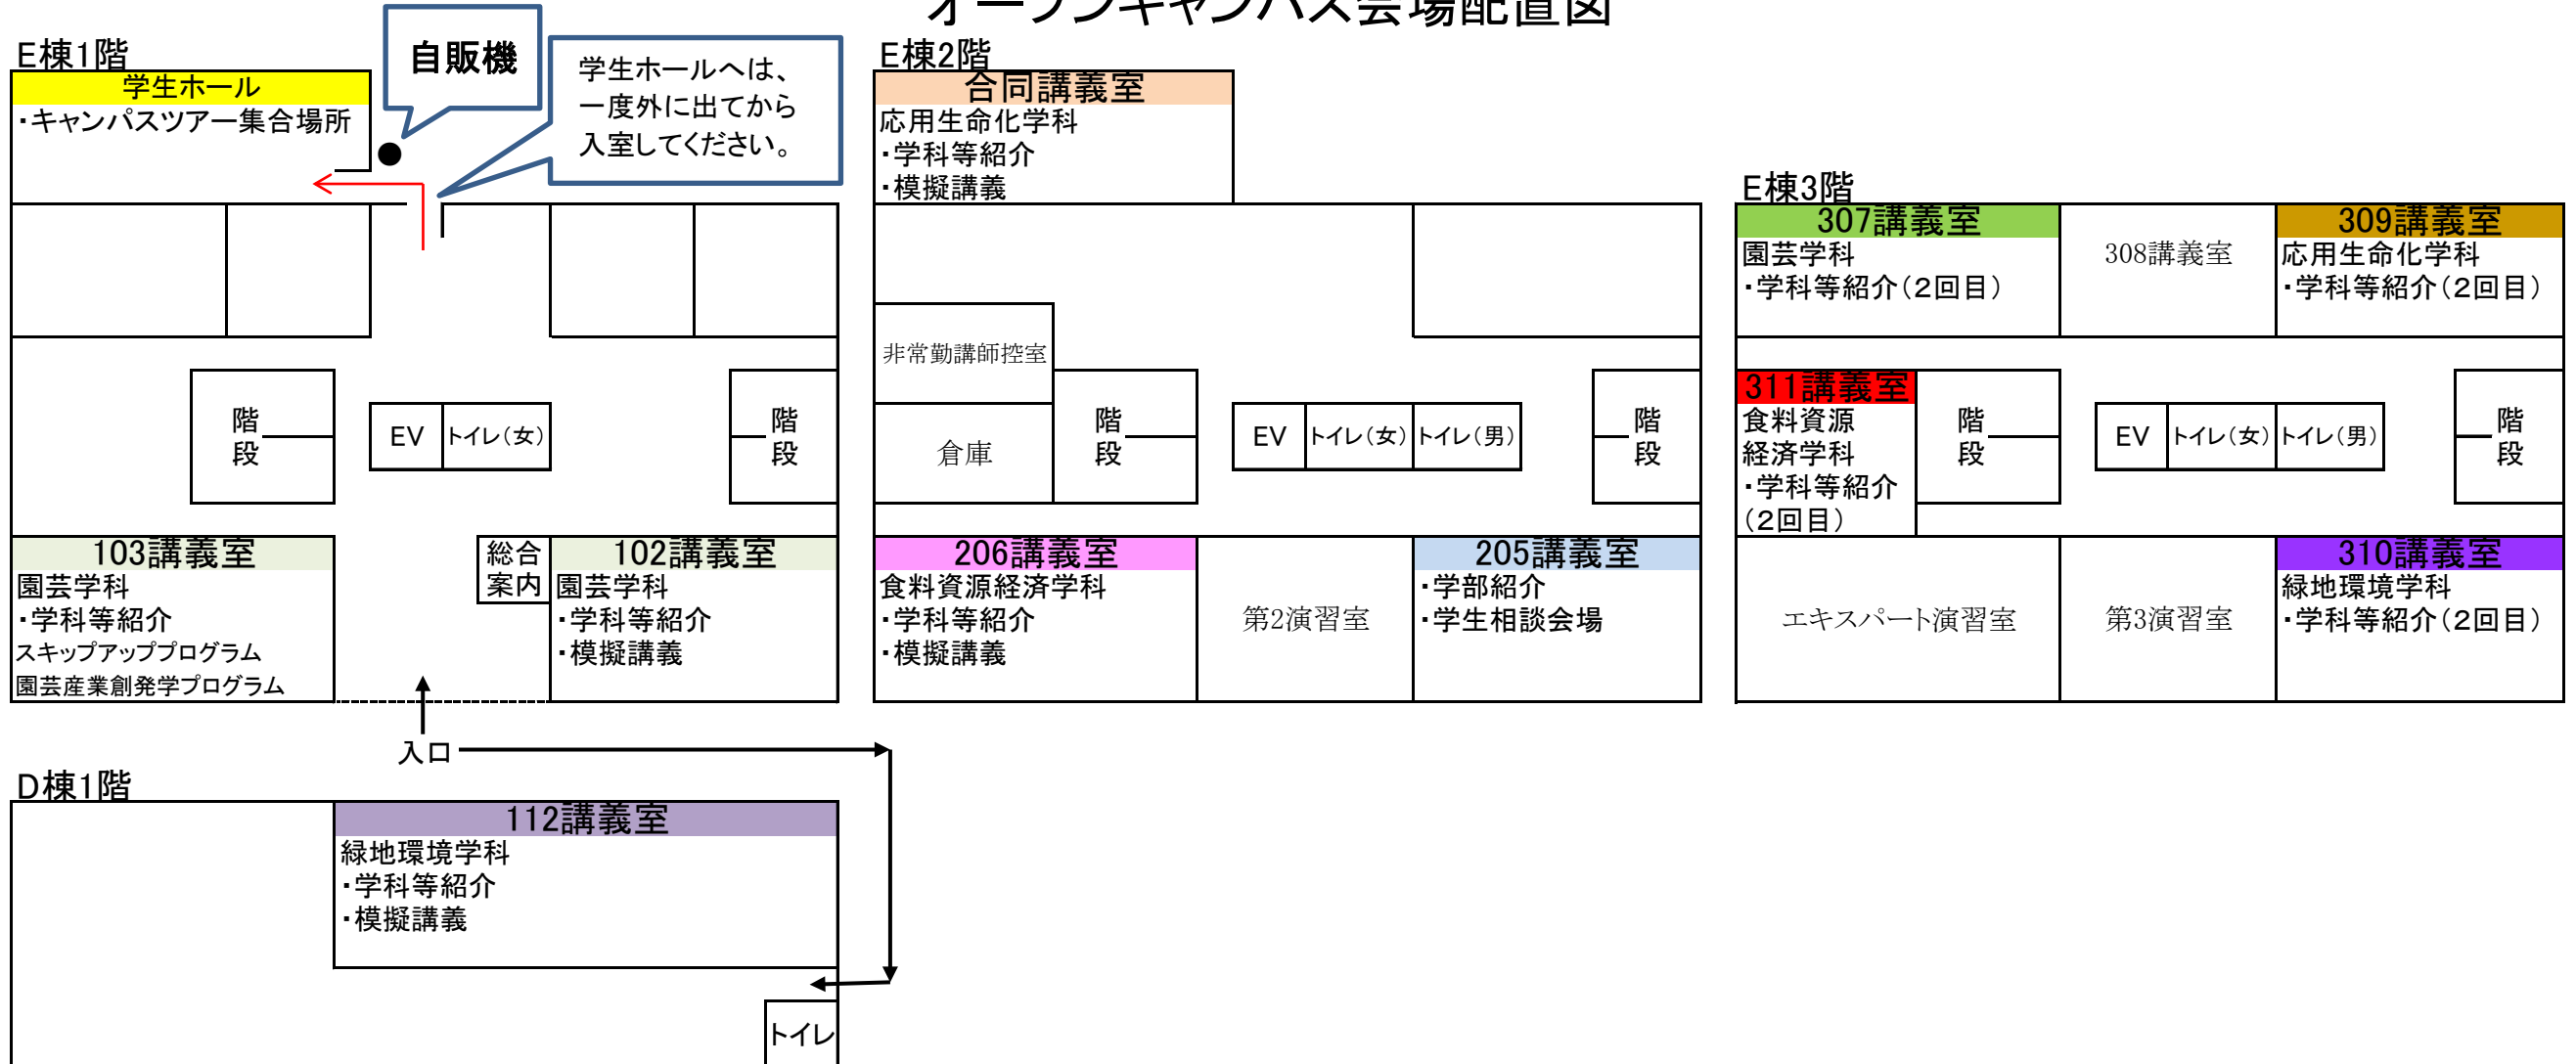 オープンキャンパス会場配置図
E棟1階
学生ホール
・キャンパスツアー集合場所
自販機
学生ホールへは、
一度外に出てから
入室してください。
階
段
EV
トイレ（女）
階
段
103講義室
園芸学科
・学科等紹介
スキップアッププログラム
園芸産業創発学プログラム
総合
案内
102講義室
園芸学科
・学科等紹介
・模擬講義
入口
E棟2階
合同講義室
応用生命化学科
・学科等紹介
・模擬講義
非常勤講師控室
倉庫
階
段
EV
トイレ（女）
トイレ（男）
階
段
206講義室
食料資源経済学科
・学科等紹介
・模擬講義
第2演習室
205講義室
・学部紹介
・学生相談会場
E棟3階
307講義室
園芸学科
・学科等紹介（2回目）
308講義室
309講義室
応用生命化学科
・学科等紹介（2回目）
311講義室
食料資源
経済学科
・学科等紹介
（2回目）
階
段
EV
トイレ（女）
トイレ（男）
階
段
エキスパート演習室
第3演習室
310講義室
緑地環境学科
・学科等紹介（2回目）
D棟1階
112講義室
緑地環境学科
・学科等紹介
・模擬講義
トイレ